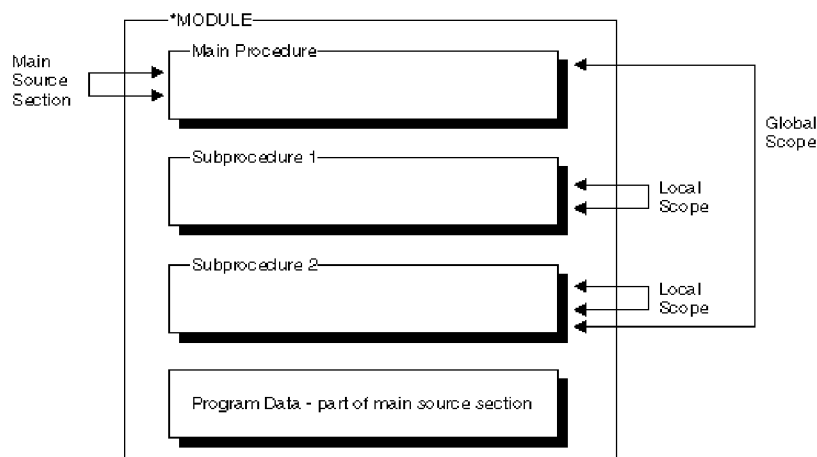 *MODULE
Main Procedure
Main
Source
Section
Global
Scope
Subprocedure 1
Local
Scope
Subprocedure 2
Local
Scope
Program Data - part of main source section